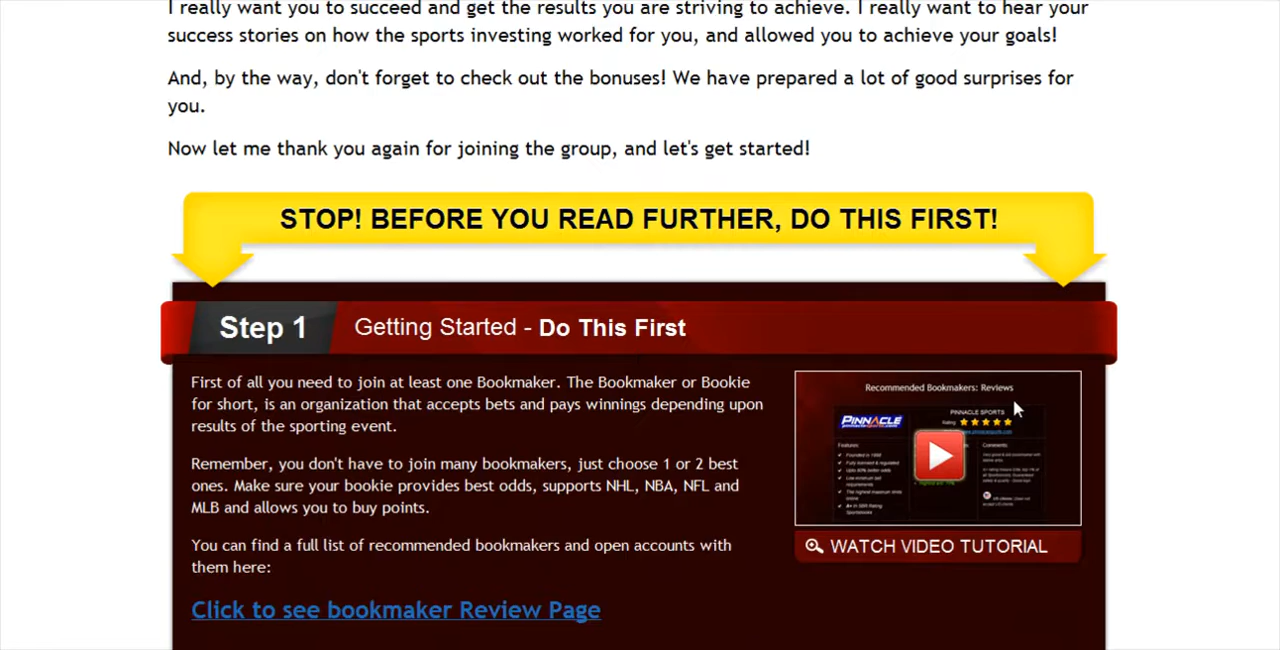 I really want you to succeed and get the results you are striving to achieve. I really want to hear your
success stories on how the sports investing worked for you, and allowed you to achieve your goals!
And, by the way, don't forget to check out the bonuses! We have prepared a lot of good surprises for
you.
Now let me thank you again for joining the group, and let's get started!
STOP! BEFORE YOU READ FURTHER, DO THIS FIRST!
Step 1
Getting Started - Do This First
First of all you need to join at least one Bookmaker. The Bookmaker or Bookie
for short, is an organization that accepts bets and pays winnings depending upon
results of the sporting event.
Remember, you don't have to join many bookmakers, just choose 1 or 2 best
ones. Make sure your bookie provides best odds, supports NHL, NBA, NFL and
MLB and allows you to buy points.
You can find a full list of recommended bookmakers and open accounts with
them here:
Click to see bookmaker Review Page
Recommended Bookmakers: Reviews
PINNACLE
PINNACLE SPORTS
Rating
Features:
Comments:
Founded in 1998
Fully licensed & regulated
WATCH VIDEO TUTORIAL